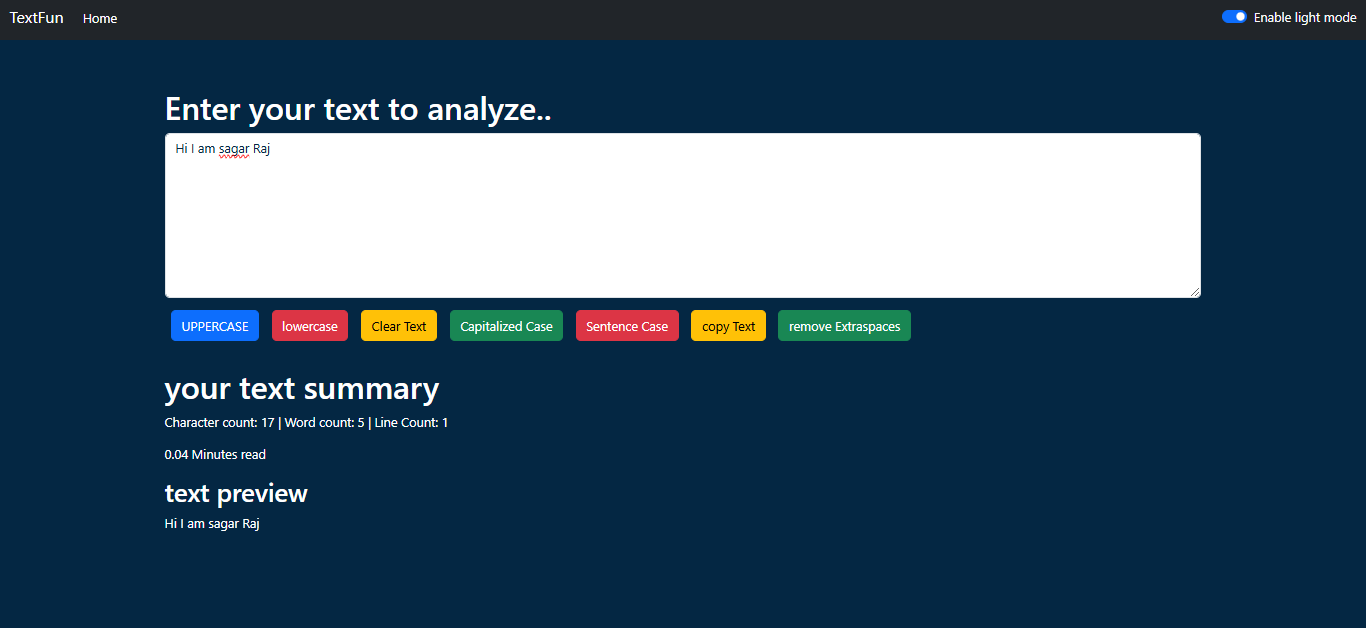 TextFun Home Enable light mode
Enter your text to analyze..
Hi I am sagar Raj
UPPERCASE lowercase Clear Text Capitalized Case Sentence Case copy Text remove Extraspaces
your text summary
Character count: 17 | Word count: 5 | Line Count: 1
0.04 Minutes read
text preview
Hi I am sagar Raj